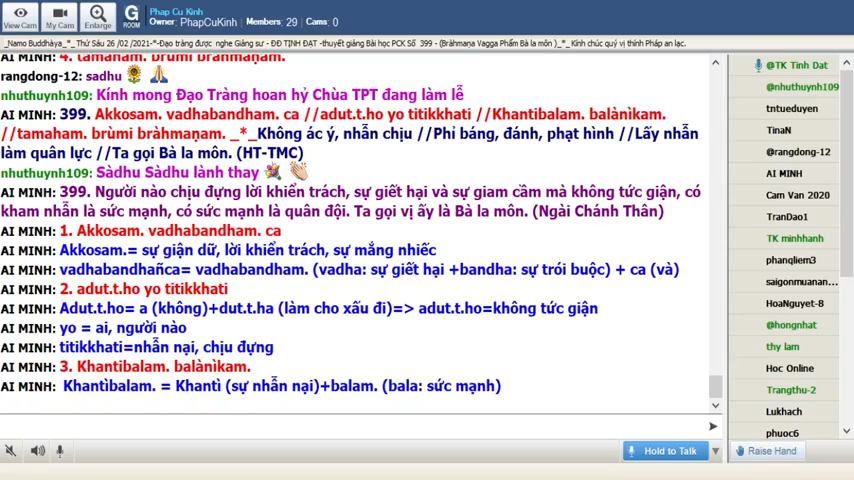 Phap Cu Kinh
Owner: PhapCuKinh | Members: 29 | Cams: 0
View Cam
My Cam
Enlarge
G ROOM
_Namo Buddhàya_*_ Thứ Sáu 26 /02 /2021-*-Đạo tràng được nghe Giảng sư - ĐĐ TỊNH ĐẠT -thuyết giảng Bài học PCK Số 399 - (Bràhmaṇa Vagga Phẩm Bà la môn )_*_ Kính chúc quý vị thính Pháp an lạc.
AI MINH: 4. tamaham. brùmi bràhmaṇam.
rangdong-12: sadhu
nhuthuynh109: Kính mong Đạo Tràng hoan hỷ Chùa TPT đang làm lễ
AI MINH: 399. Akkosam. vadhabandham. ca //adut.t.ho yo titikkhati //Khantibalam. balànìkam.
//tamaham. brùmi bràhmaṇam. _*_Không ác ý, nhẫn chịu //Phỉ báng, đánh, phạt hình //Lấy nhẫn
làm quân lực //Ta gọi Bà la môn. (HT-TMC)
nhuthuynh109: Sàdhu Sàdhu lành thay
AI MINH: 399. Người nào chịu đựng lời khiển trách, sự giết hại và sự giam cầm mà không tức giận, có
kham nhẫn là sức mạnh, có sức mạnh là quân đội. Ta gọi vị ấy là Bà la môn. (Ngài Chánh Thân)
AI MINH: 1. Akkosam. vadhabandham. ca
AI MINH: Akkosam.= sự giận dữ, lời khiển trách, sự mắng nhiếc
AI MINH: vadhabandhañca= vadhabandham. (vadha: sự giết hại +bandha: sự trói buộc) + ca (và)
AI MINH: 2. adut.t.ho yo titikkhati
AI MINH: Adut.t.ho= a (không)+dut.t.ha (làm cho xấu đi)=> adut.t.ho=không tức giận
AI MINH: yo = ai, người nào
AI MINH: titikkhati=nhẫn nại, chịu đựng
AI MINH: 3. Khantibalam. balànìkam.
AI MINH: Khantìbalam. = Khantì (sự nhẫn nại)+balam. (bala: sức mạnh)
@TK Tinh Dat
@nhuthuynh109
tntueduyen
TinaN
@rangdong-12
AI MINH
Cam Van 2020
TranDao1
TK minhhanh
phanqliem3
saigonmuanan...
HoaNguyet-8
@hongnhat
thy lam
Hoc Online
Trangthu-2
Lukhach
phuoc6
Hold to Talk
Raise Hand